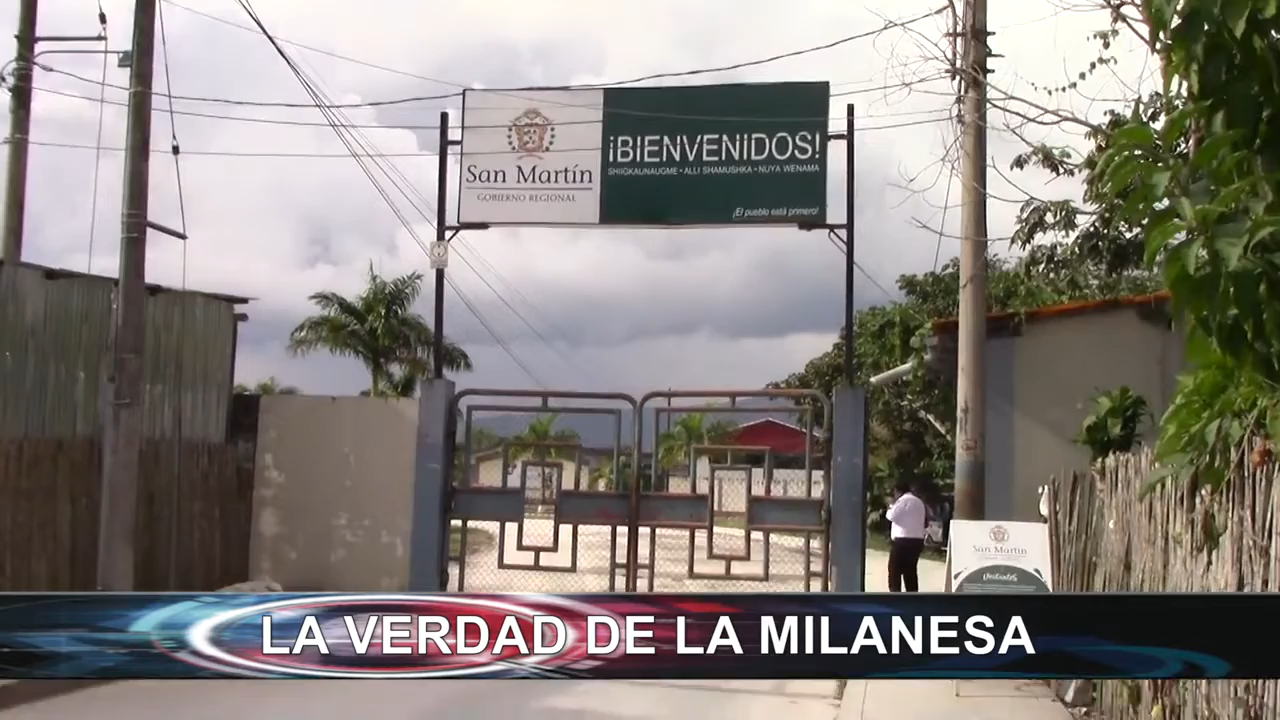 San Martín
GOBIERNO REGIONAL
¡BIENVENIDOS!
SHIIQKAUNAUGME • ALLI SHAMUSHKA • NUYA WENAMA
¡El pueblo está primero!
San Martín
LA VERDAD DE LA MILANESA